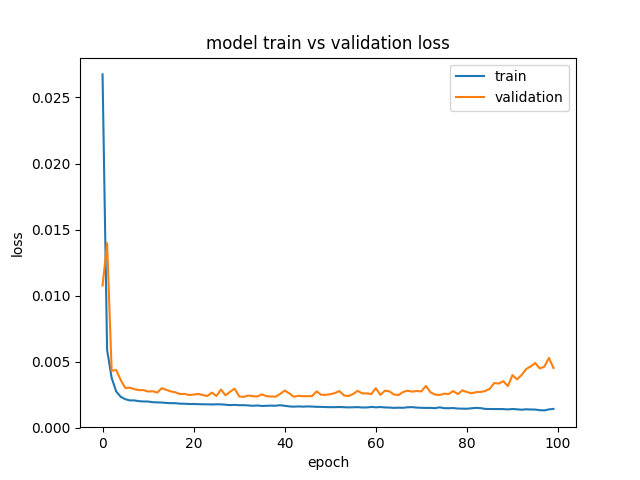 model train vs validation loss
train
validation
loss
0.025
0.020
0.015
0.010
0.005
0.000
0 20 40 60 80 100
epoch